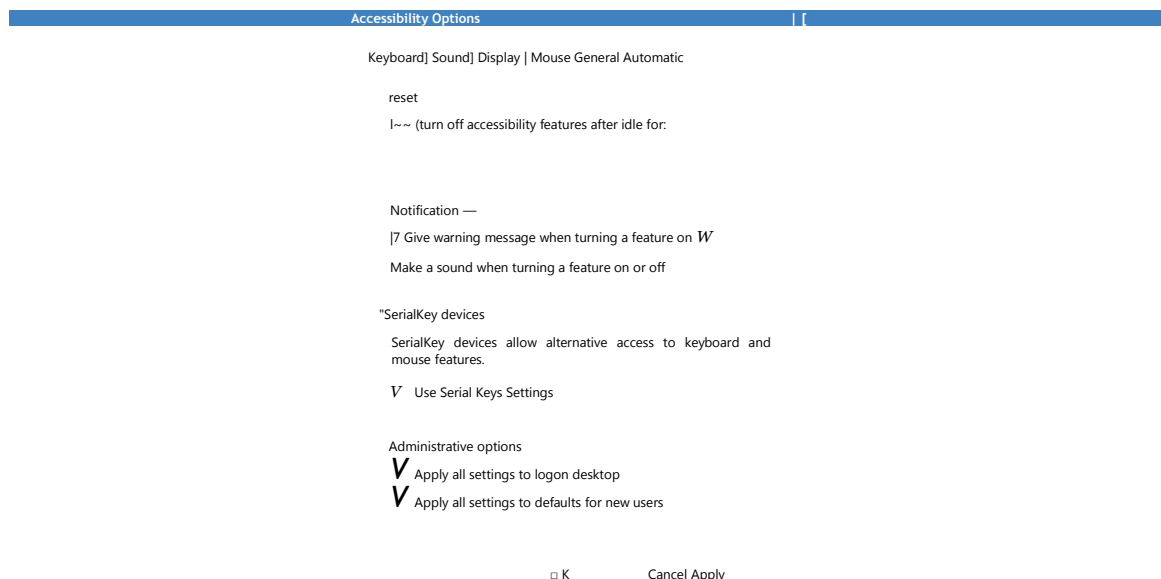 Accessibility Options | [
Keyboard] Sound] Display | Mouse General Automatic
reset
l~~ (turn off accessibility features after idle for:
Notification —
|7 Give warning message when turning a feature on W
Make a sound when turning a feature on or off
"SerialKey devices
SerialKey devices allow alternative access to keyboard and
mouse features.
V Use Serial Keys Settings
Administrative options
V Apply all settings to logon desktop
V Apply all settings to defaults for new users
□ K Cancel Apply